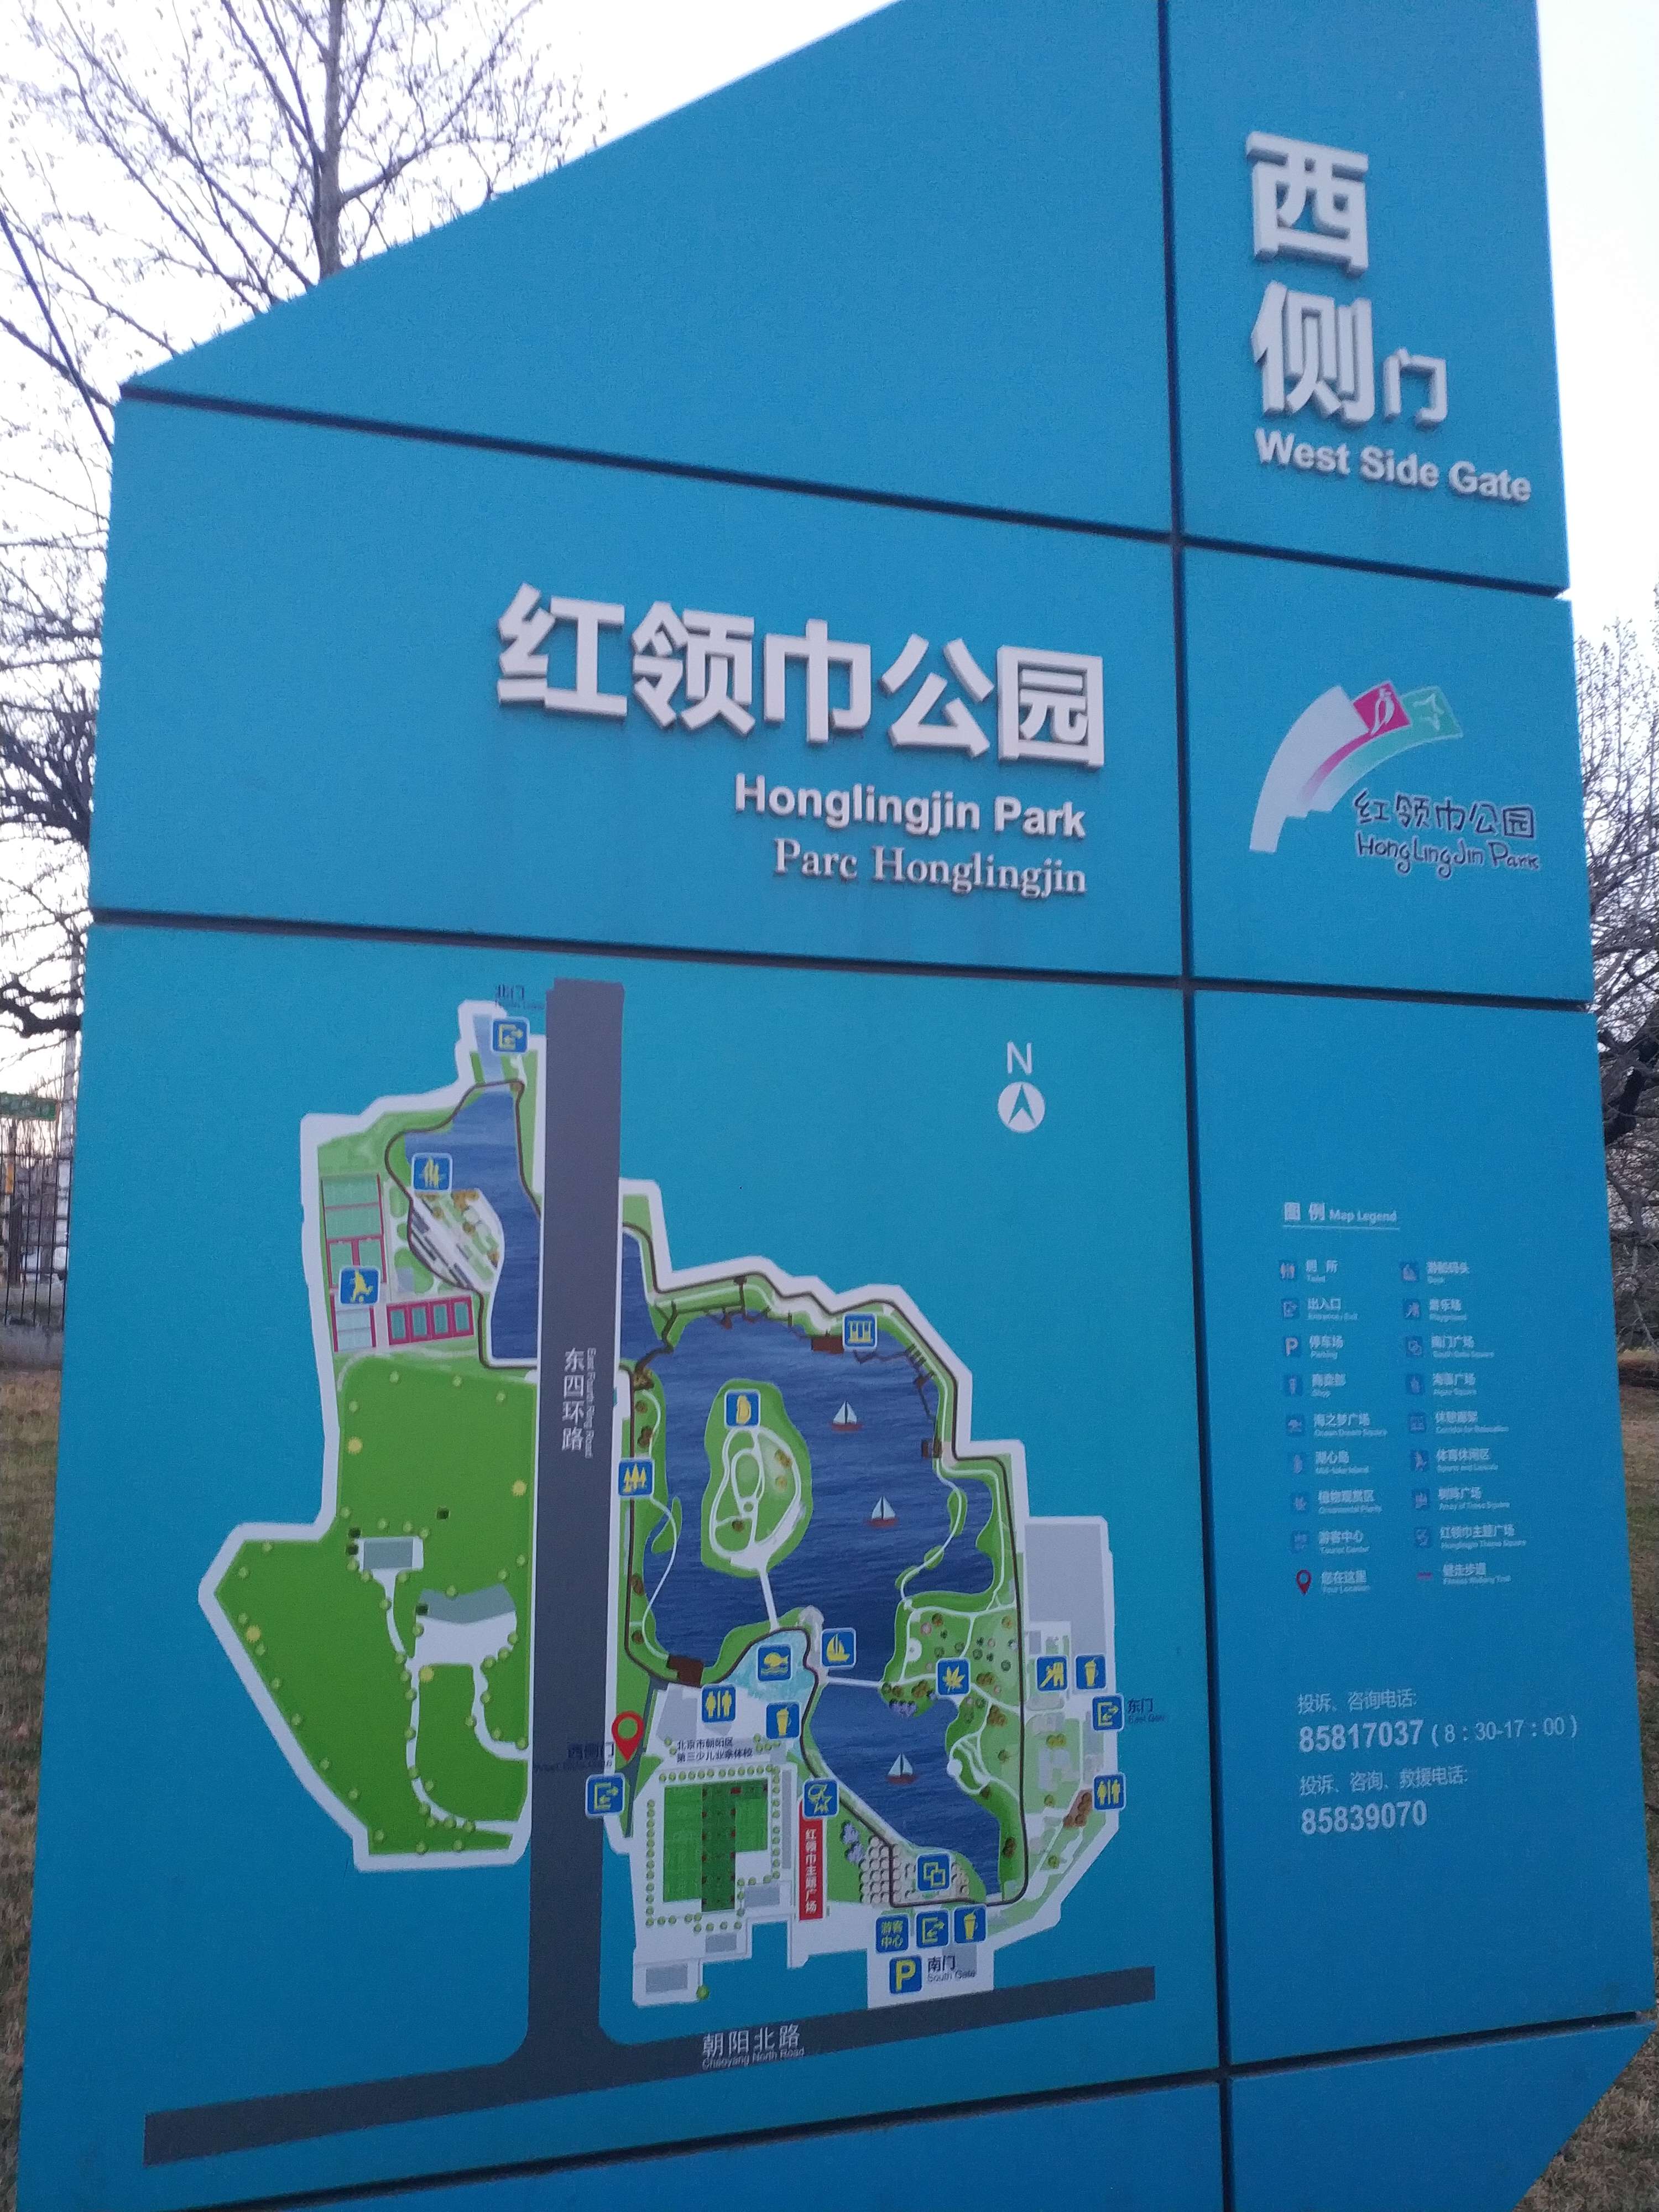 西
侧门
West Side Gate
红领巾公园
Honglingjin Park
Parc Honglingjin
红领巾公园
HongLingJin Park
北门
N
东四环路
East Fourth Ring Road
西侧门
West Side Gate
北京市朝阳区
第三少儿业余体校
红领巾主题广场
东门
East Gate
游客
中心
P
南门
South Gate
朝阳北路
Chaoyang North Road
图 例 Map Legend
厕 所
Toilet
游船码头
Dock
出入口
Entrance / Exit
游乐场
Playground
P
停车场
Parking
南门广场
South Gate Square
商卖部
Shop
海藻广场
Algae Square
海之梦广场
Ocean Dream Square
休憩廊架
Corridor for Relaxation
湖心岛
Mid-lake Island
体育休闲区
Sports and Leisure
植物观赏区
Ornamental Plants
树阵广场
Array of Trees Square
游客中心
Tourist Center
红领巾主题广场
Honglingjin Theme Square
您在这里
Your Location
健走步道
Fitness Walking Trail
投诉、咨询电话:
85817037 ( 8 : 30-17 : 00 )
投诉、咨询、救援电话:
85839070